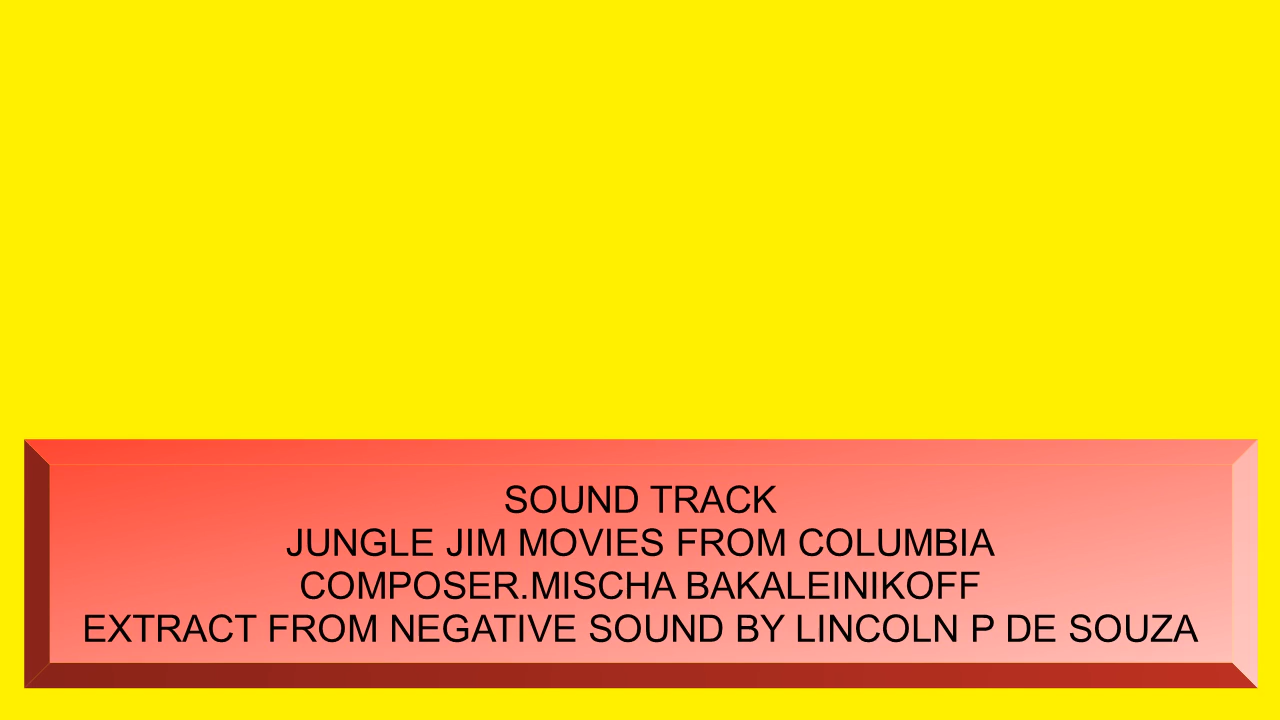 SOUND TRACK
JUNGLE JIM MOVIES FROM COLUMBIA
COMPOSER.MISCHA BAKALEINIKOFF
EXTRACT FROM NEGATIVE SOUND BY LINCOLN P DE SOUZA